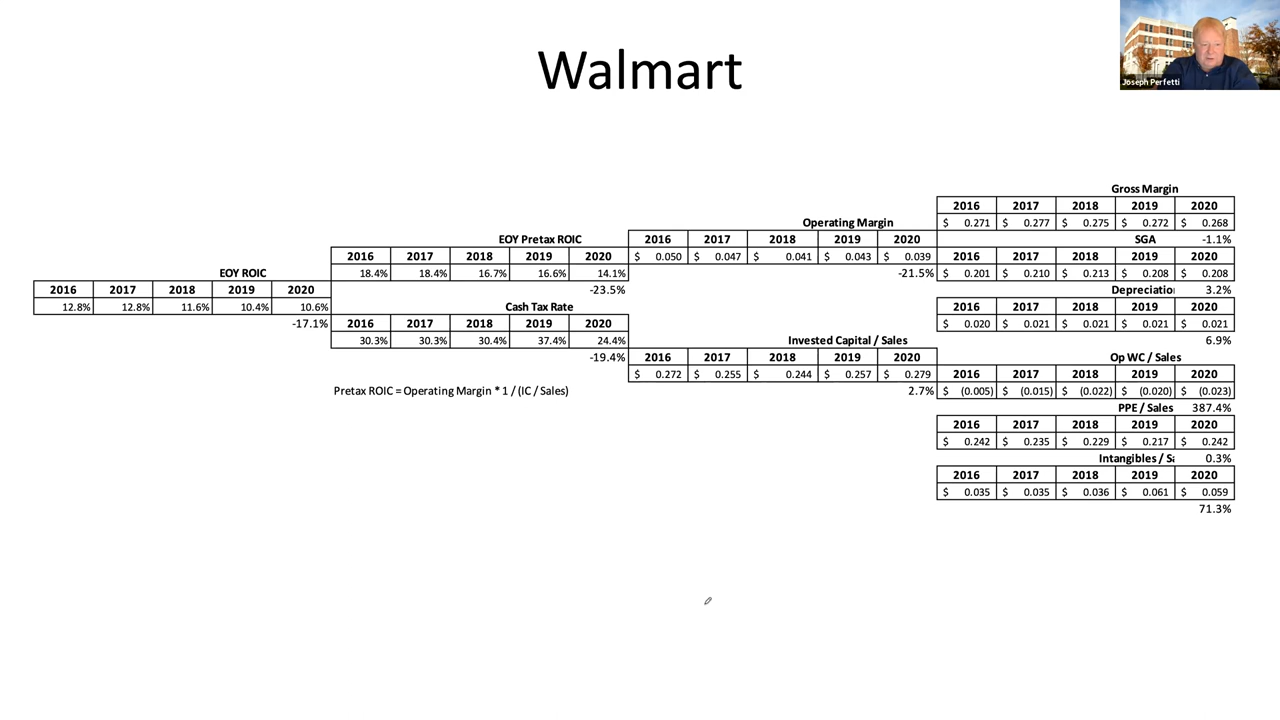 Walmart
Joseph Perfetti
Gross Margin
2016 2017 2018 2019 2020
$ 0.271 $ 0.277 $ 0.275 $ 0.272 $ 0.268
-1.1%
Operating Margin
2016 2017 2018 2019 2020
$ 0.050 $ 0.047 $ 0.041 $ 0.043 $ 0.039
-21.5%
SGA
2016 2017 2018 2019 2020
$ 0.201 $ 0.210 $ 0.213 $ 0.208 $ 0.208
3.2%
EOY Pretax ROIC
2016 2017 2018 2019 2020
18.4% 18.4% 16.7% 16.6% 14.1%
-23.5%
Depreciatio
2016 2017 2018 2019 2020
$ 0.020 $ 0.021 $ 0.021 $ 0.021 $ 0.021
6.9%
EOY ROIC
2016 2017 2018 2019 2020
12.8% 12.8% 11.6% 10.4% 10.6%
-17.1%
Cash Tax Rate
2016 2017 2018 2019 2020
30.3% 30.3% 30.4% 37.4% 24.4%
-19.4%
Invested Capital / Sales
2016 2017 2018 2019 2020
$ 0.272 $ 0.255 $ 0.244 $ 0.257 $ 0.279
2.7%
Op WC / Sales
2016 2017 2018 2019 2020
$ (0.005) $ (0.015) $ (0.022) $ (0.020) $ (0.023)
387.4%
Pretax ROIC = Operating Margin * 1 / (IC / Sales)
PPE / Sales
2016 2017 2018 2019 2020
$ 0.242 $ 0.235 $ 0.229 $ 0.217 $ 0.242
0.3%
Intangibles / Sa
2016 2017 2018 2019 2020
$ 0.035 $ 0.035 $ 0.036 $ 0.061 $ 0.059
71.3%